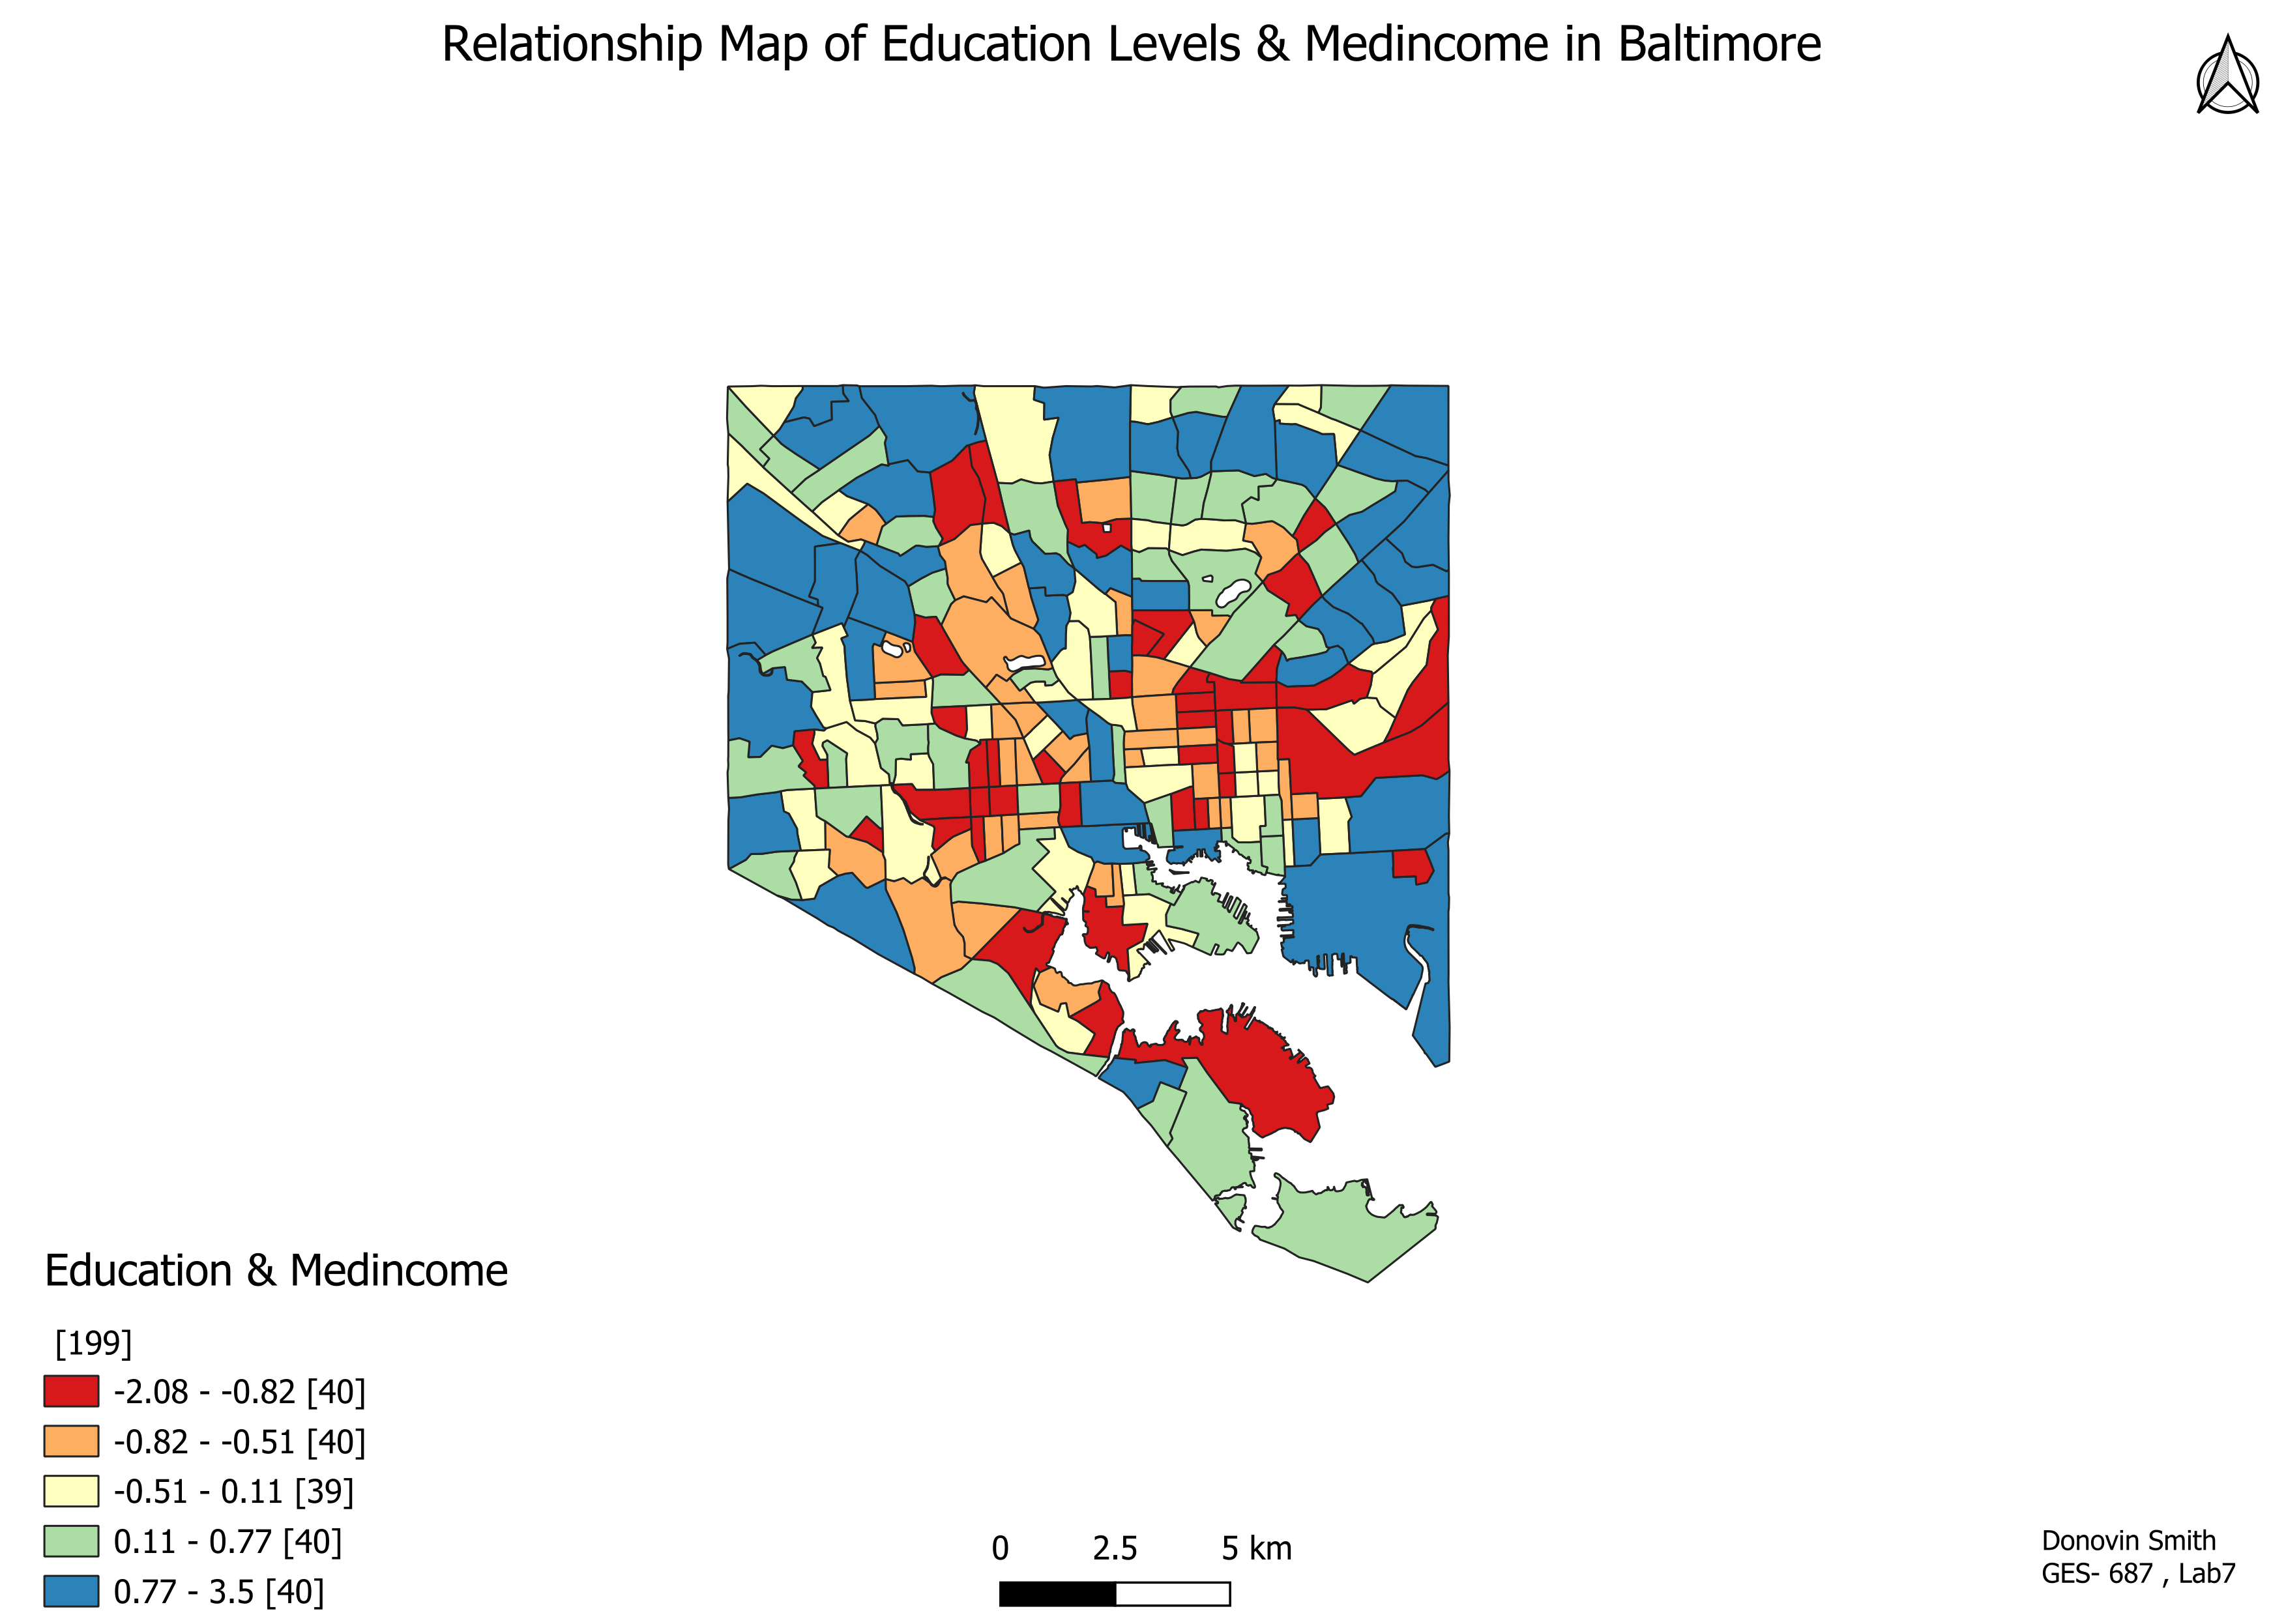 Relationship Map of Education Levels & Medincome in Baltimore
Education & Medincome
[199]
-2.08 - -0.82 [40]
-0.82 - -0.51 [40]
-0.51 - 0.11 [39]
0.11 - 0.77 [40]
0.77 - 3.5 [40]
0 2.5 5 km
Donovin Smith
GES- 687 , Lab7